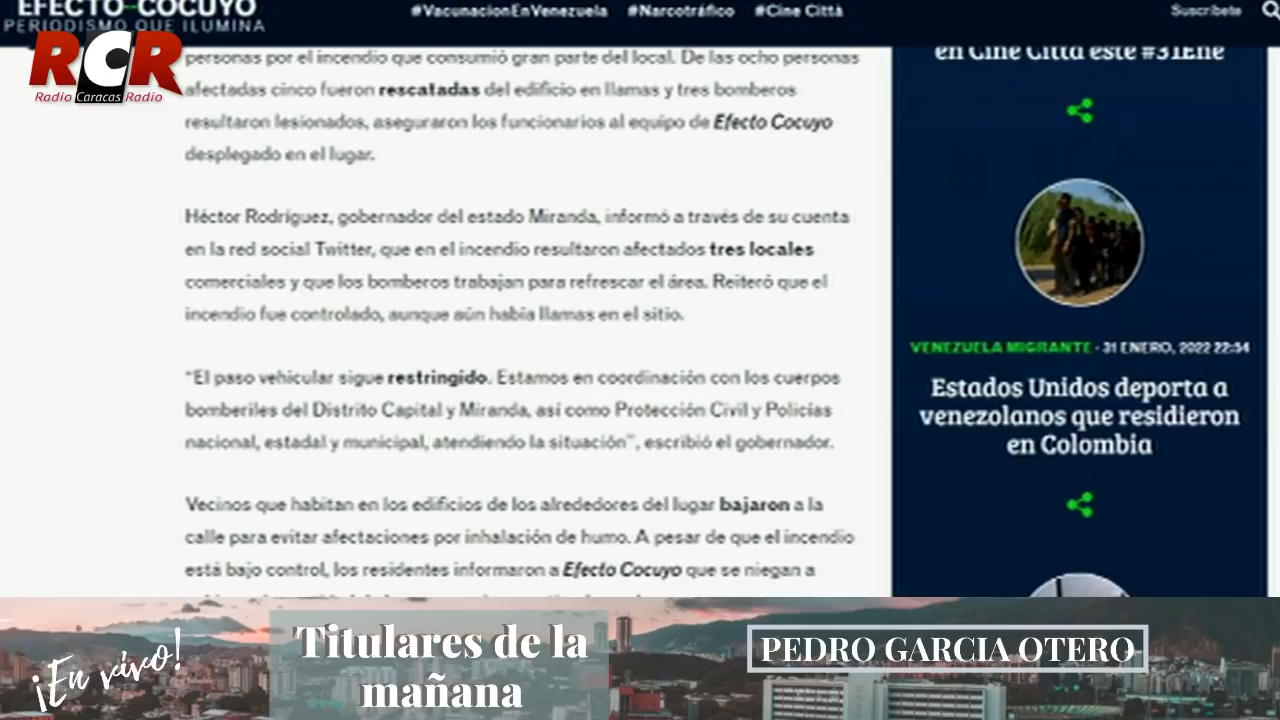 EFECTO COCUYO
PERIODISMO QUE ILUMINA
#VacunacionEnVenezuela #Narcotráfico #Cine Città
Suscríbete
RCR
Radio Caracas Radio
personas por el incendio que consumió gran parte del local. De las ocho personas
afectadas cinco fueron rescatadas del edificio en llamas y tres bomberos
resultaron lesionados, aseguraron los funcionarios al equipo de Efecto Cocuyo
desplegado en el lugar.
Héctor Rodríguez, gobernador del estado Miranda, informó a través de su cuenta
en la red social Twitter, que en el incendio resultaron afectados tres locales
comerciales y que los bomberos trabajan para refrescar el área. Reiteró que el
incendio fue controlado, aunque aún había llamas en el sitio.
“El paso vehicular sigue restringido. Estamos en coordinación con los cuerpos
bomberiles del Distrito Capital y Miranda, así como Protección Civil y Policías
nacional, estadal y municipal, atendiendo la situación”, escribió el gobernador.
Vecinos que habitan en los edificios de los alrededores del lugar bajaron a la
calle para evitar afectaciones por inhalación de humo. A pesar de que el incendio
está bajo control, los residentes informaron a Efecto Cocuyo que se niegan a
en Cine Città este #31Ene
VENEZUELA MIGRANTE - 31 ENERO, 2022 22:54
Estados Unidos deporta a
venezolanos que residieron
en Colombia
¡En vivo!
Titulares de la
mañana
PEDRO GARCIA OTERO